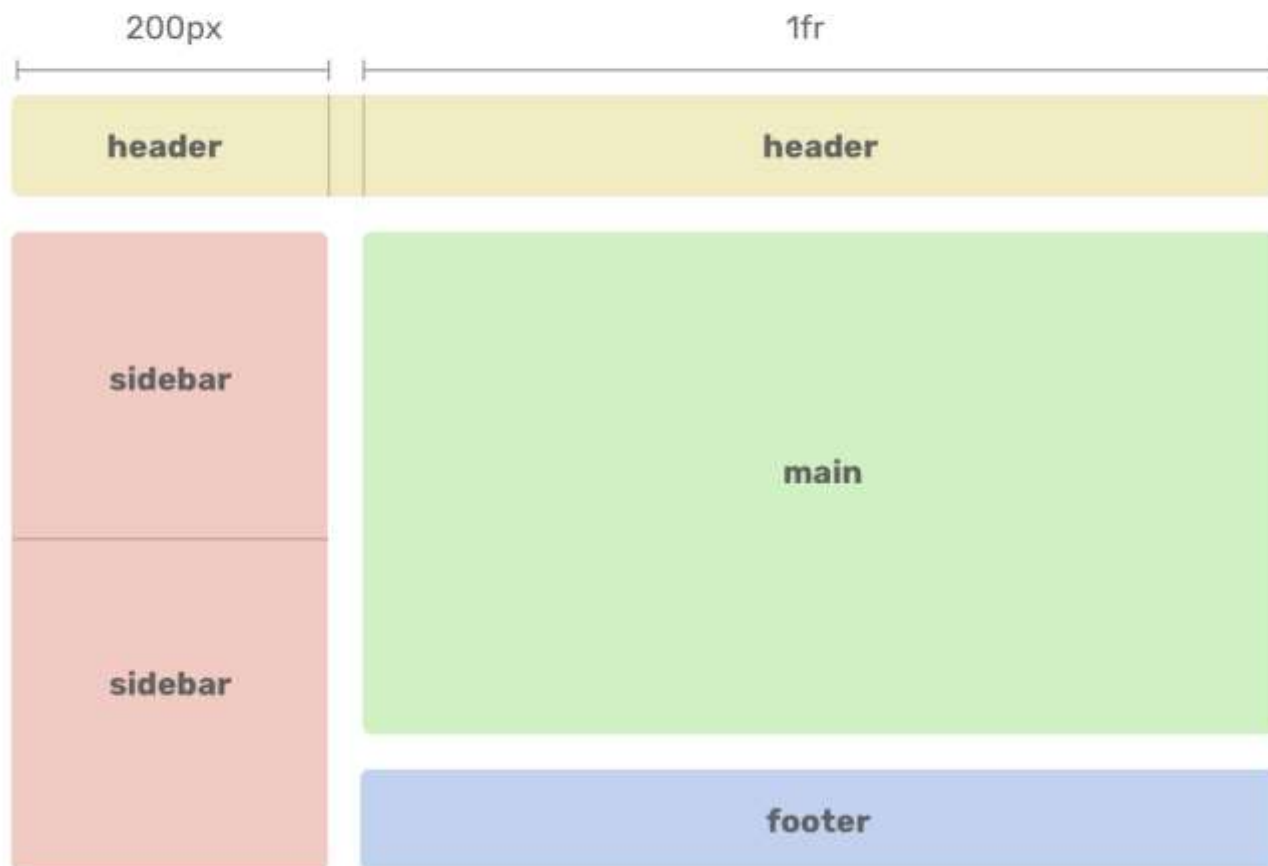 200px 1fr
header header
sidebar
main
sidebar
footer